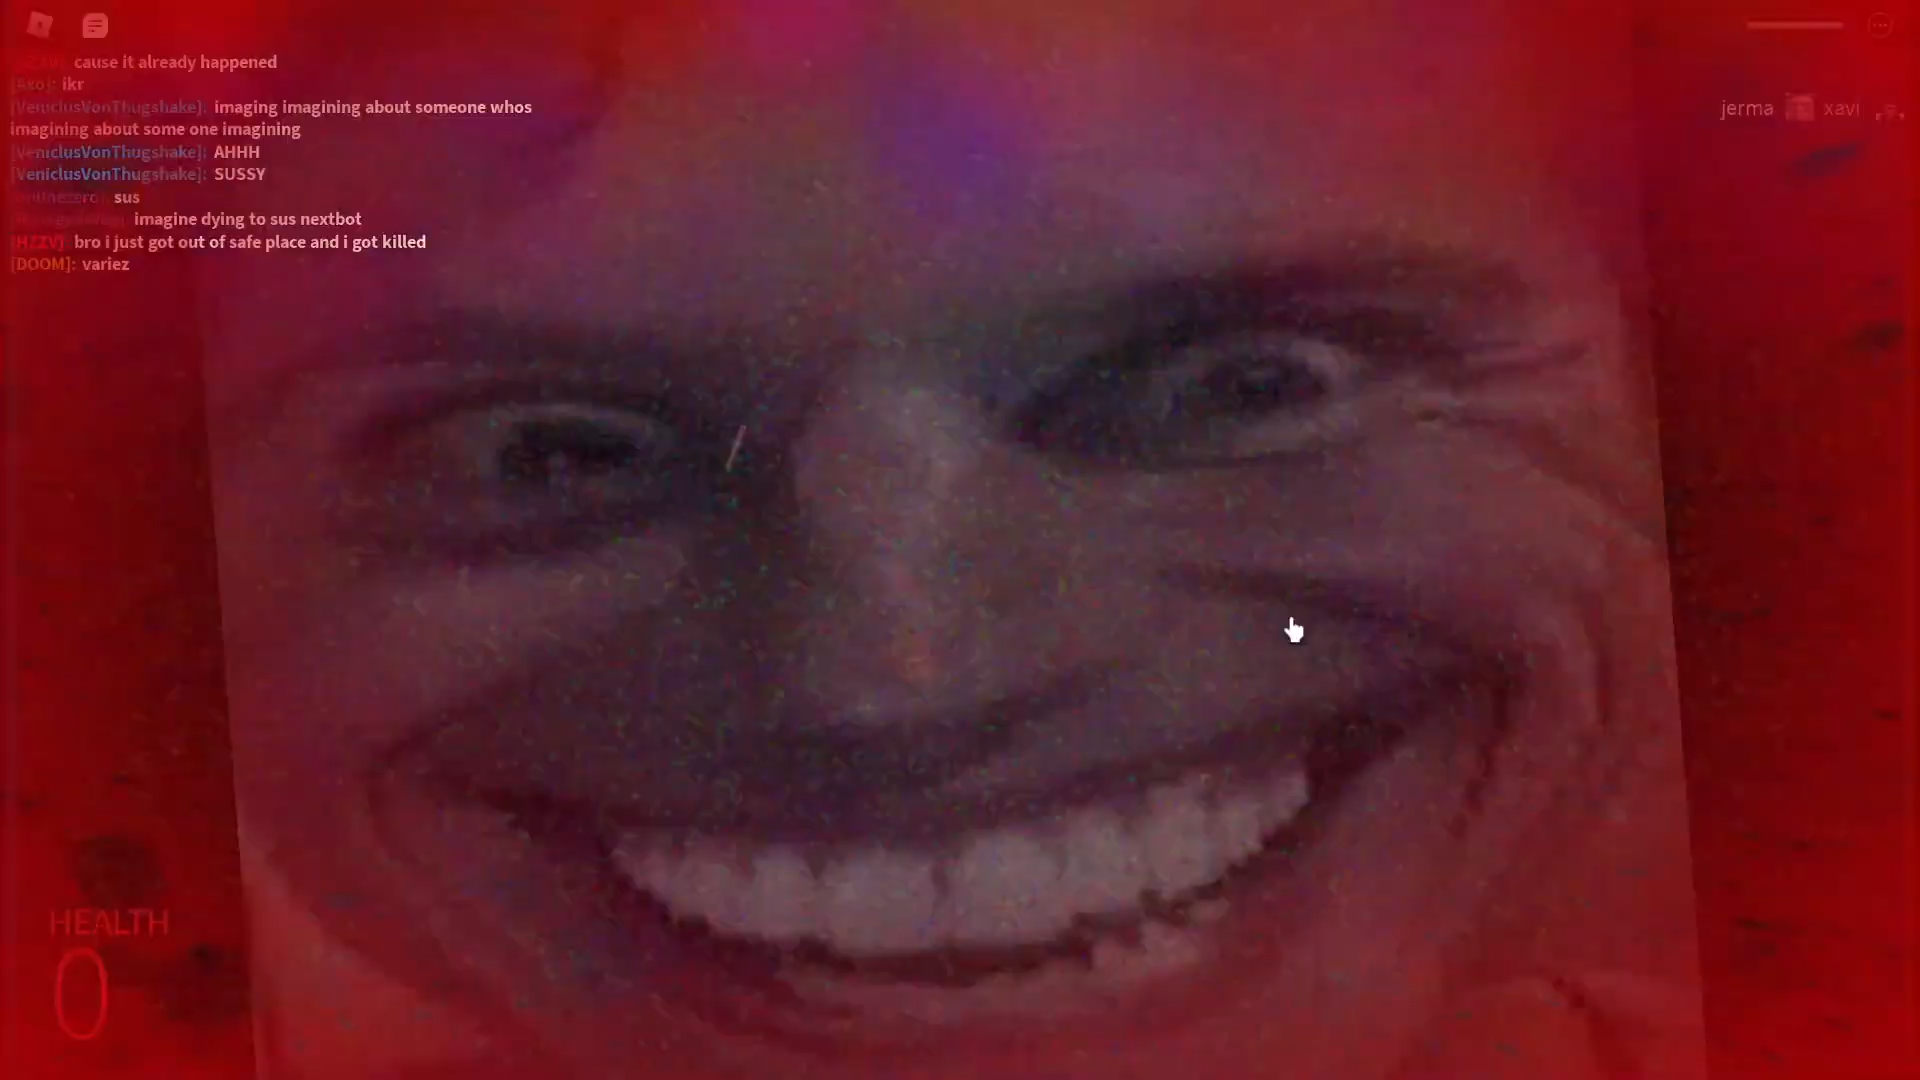 cause it already happened
[Axo]: ikr
[VeniclusVonThugshake]: imaging imagining about someone whos
imagining about some one imagining
[VeniclusVonThugshake]: AHHH
[VeniclusVonThugshake]: SUSSY
sus
imagine dying to sus nextbot
[HZZV]: bro i just got out of safe place and i got killed
[DOOM]: variez
jerma xavi
HEALTH
0